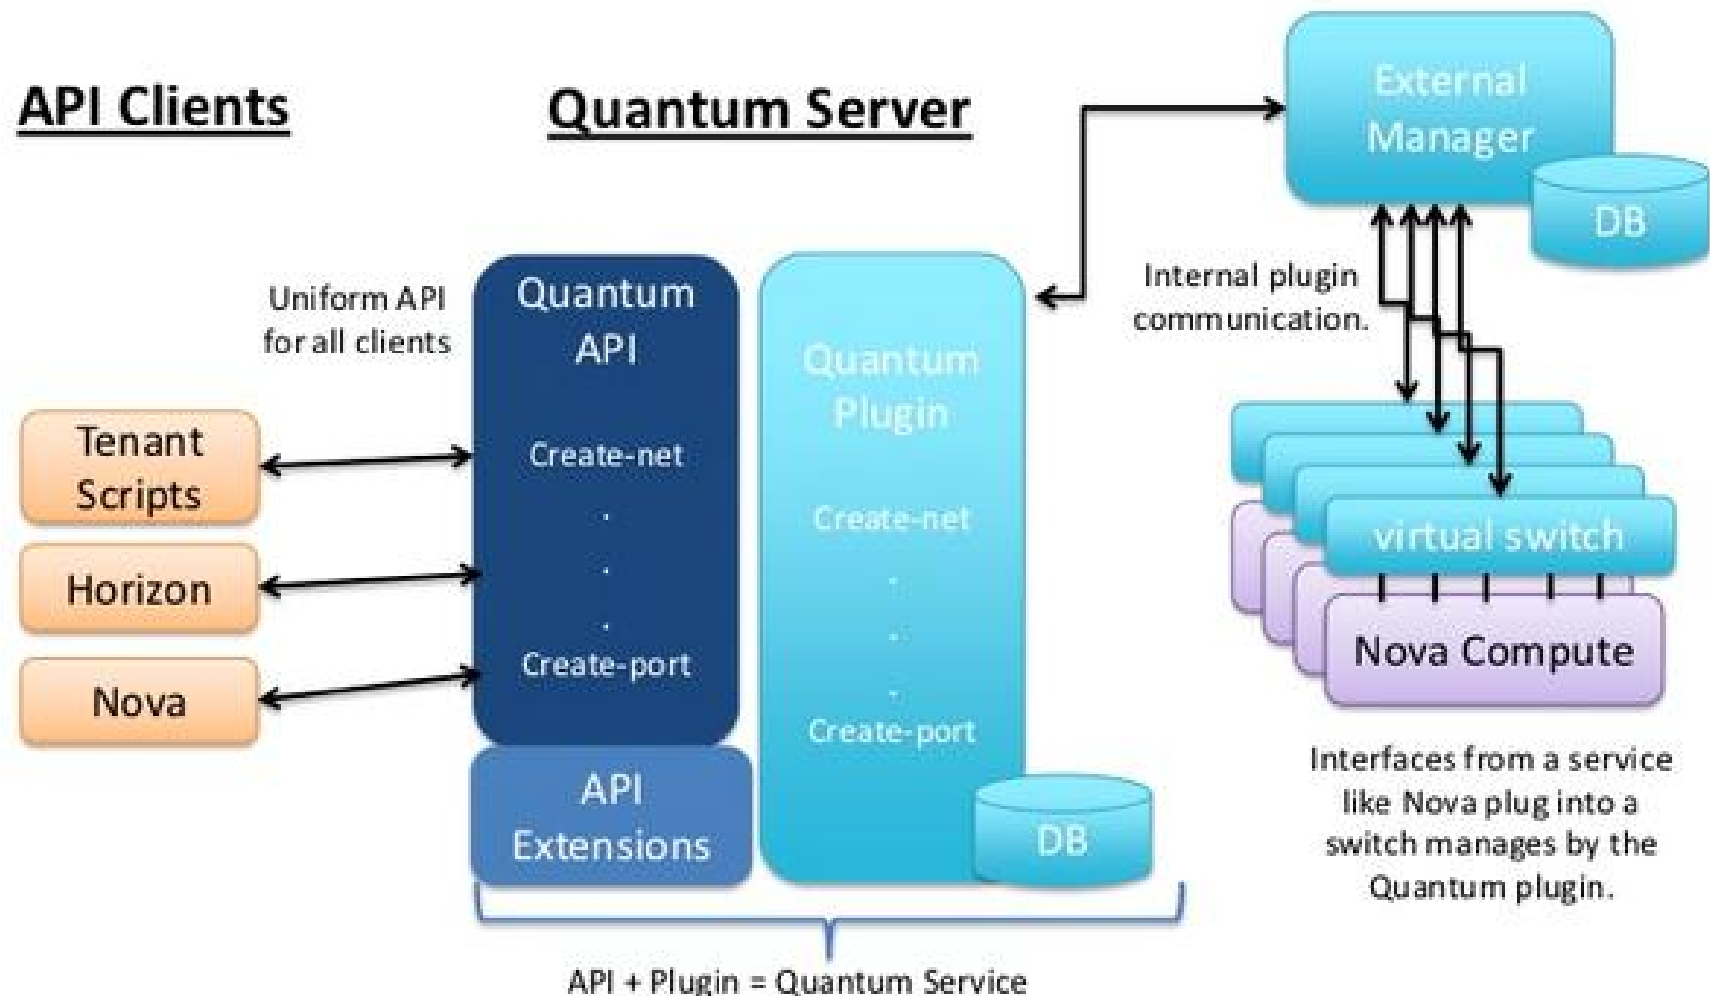 API Clients
Quantum Server
External
Manager
DB
Uniform API
for all clients
Tenant
Scripts
Horizon
Nova
Quantum
API
Create-net
.
.
.
Create-port
API
Extensions
Quantum
Plugin
Create-net
.
.
.
Create-port
DB
API + Plugin = Quantum Service
Internal plugin
communication.
virtual switch
Nova Compute
Interfaces from a service
like Nova plug into a
switch manages by the
Quantum plugin.